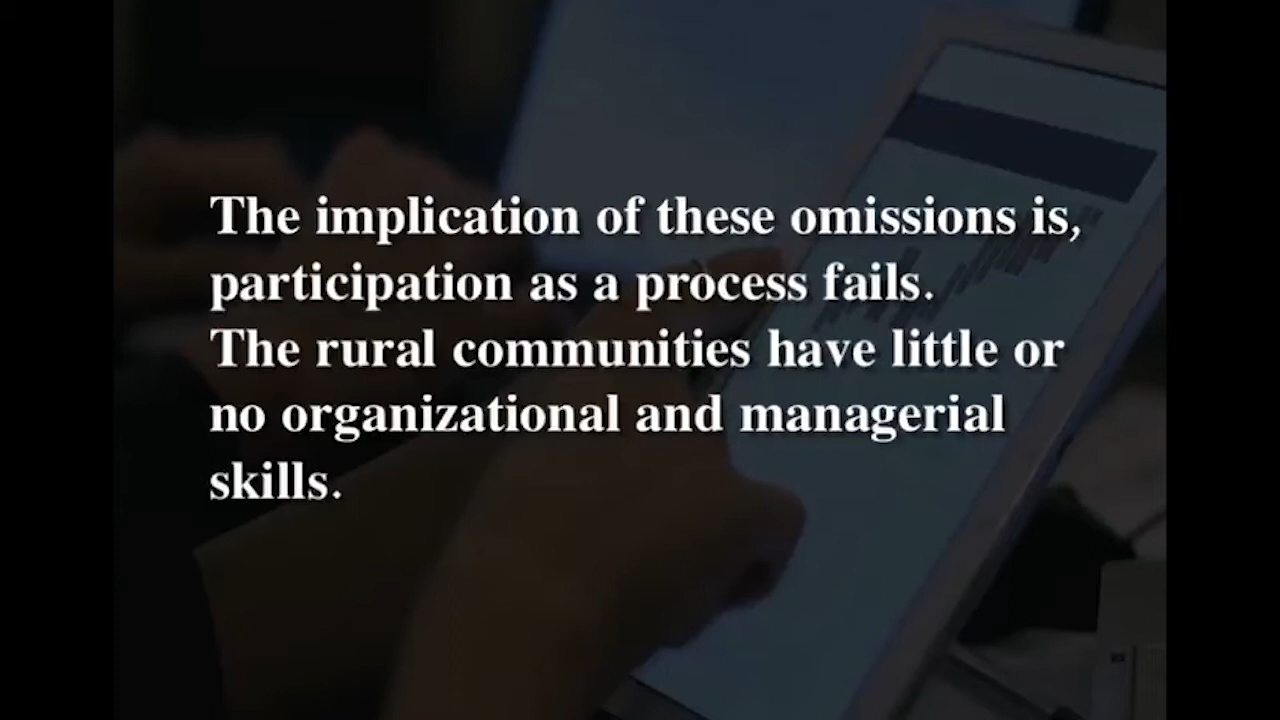 The implication of these omissions is,
participation as a process fails.
The rural communities have little or
no organizational and managerial
skills.